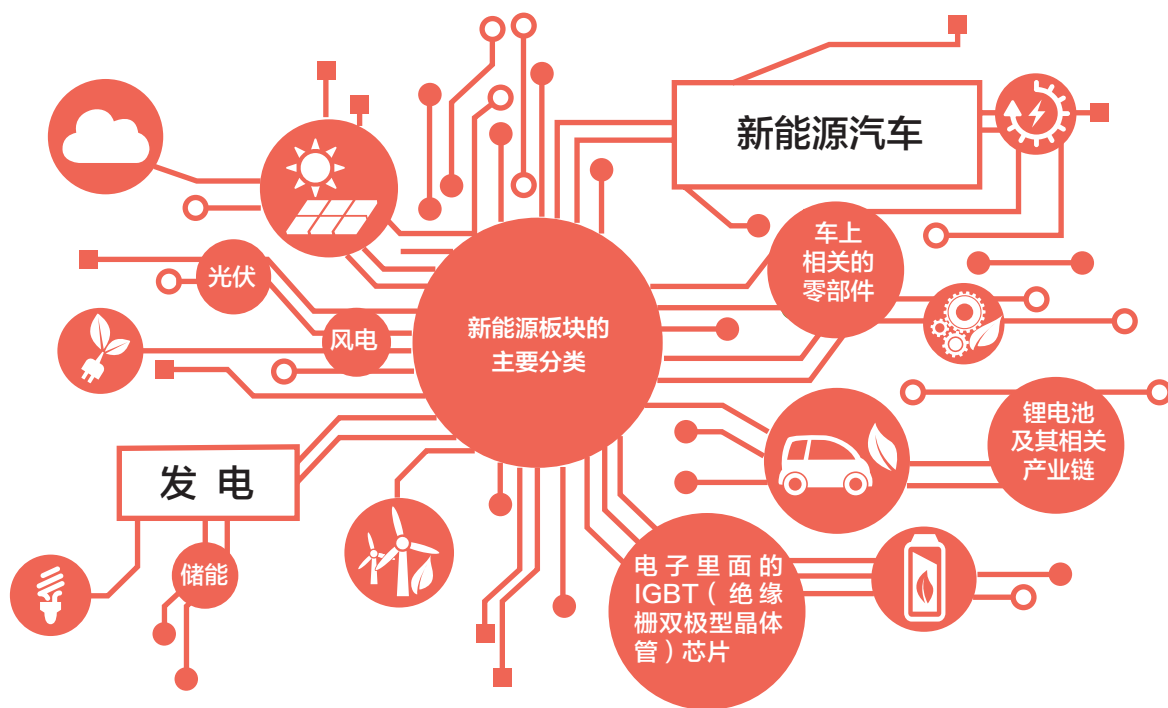 新能源汽车
车上
相关的
零部件
光伏
风电
新能源板块的
主要分类
锂电池
及其相关
产业链
发 电
储能
电子里面的
IGBT（绝缘
栅双极型晶体
管）芯片